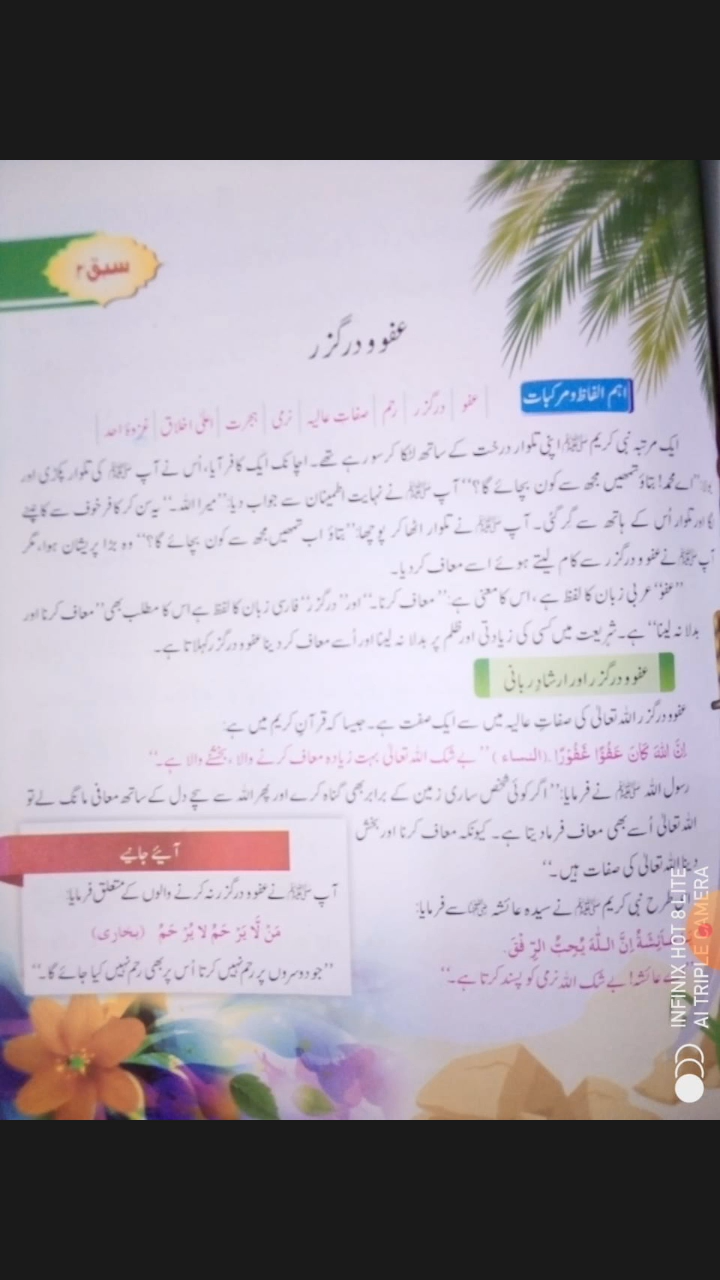 سبق ۲
عفو و درگزر
اہم الفاظ و مرکبات
عفو | درگزر | رحم | صفاتِ عالیہ | نرمی | ہجرت | اعلیٰ اخلاق | غزوۂ احد
ایک مرتبہ نبی کریم ﷺ اپنی تلوار درخت کے ساتھ لٹکا کر سو رہے تھے۔ اچانک ایک کافر آیا، اُس نے آپ ﷺ کی تلوار پکڑی اور
بولا: ”اے محمد! بتاؤ تمھیں مجھ سے کون بچائے گا؟“ آپ ﷺ نے نہایت اطمینان سے جواب دیا: ”میرا اللہ۔“ یہ سن کر کافر خوف سے کانپنے
لگا اور تلوار اُس کے ہاتھ سے گر گئی۔ آپ ﷺ نے تلوار اٹھا کر پوچھا: ”بتاؤ اب تمھیں مجھ سے کون بچائے گا؟“ وہ بڑا پریشان ہوا، مگر
آپ ﷺ نے عفو و درگزر سے کام لیتے ہوئے اسے معاف کر دیا۔
”عفو“ عربی زبان کا لفظ ہے، اس کا معنی ہے: ”معاف کرنا۔“ اور ”درگزر“ فارسی زبان کا لفظ ہے اس کا مطلب بھی ”معاف کرنا اور
بدلا نہ لینا“ ہے۔ شریعت میں کسی کی زیادتی اور ظلم پر بدلا نہ لینا اور اُسے معاف کر دینا عفو و درگزر کہلاتا ہے۔
عفو و درگزر اور ارشادِ ربانی
عفو و درگزر اللہ تعالیٰ کی صفاتِ عالیہ میں سے ایک صفت ہے۔ جیسا کہ قرآنِ کریم میں ہے:
اِنَّ اللّٰهَ كَانَ عَفُوًّا غَفُوْرًا۔ (النساء) ”بے شک اللہ تعالیٰ بہت زیادہ معاف کرنے والا، بخشنے والا ہے۔“
رسول اللہ ﷺ نے فرمایا: ”اگر کوئی شخص ساری زمین کے برابر بھی گناہ کرے اور پھر اللہ سے سچے دل کے ساتھ معافی مانگ لے تو
اللہ تعالیٰ اُسے بھی معاف فرما دیتا ہے۔ کیونکہ معاف کرنا اور بخش
دینا اللہ تعالیٰ کی صفات ہیں۔“
طرح نبی کریم ﷺ نے سیدہ عائشہ سے فرمایا:
عَائِشَةُ اِنَّ اللّٰهَ يُحِبُّ الرِّفْقَ۔
عائشہ! بے شک اللہ نرمی کو پسند کرتا ہے۔“
آیئے جانیے
آپ ﷺ نے عفو و درگزر نہ کرنے والوں کے متعلق فرمایا:
مَنْ لَّا يَرْحَمُ لَا يُرْحَمُ (بخاری)
”جو دوسروں پر رحم نہیں کرتا اُس پر بھی رحم نہیں کیا جائے گا۔“
INFINIX HOT 8 LITE
AI TRIPLE CAMERA